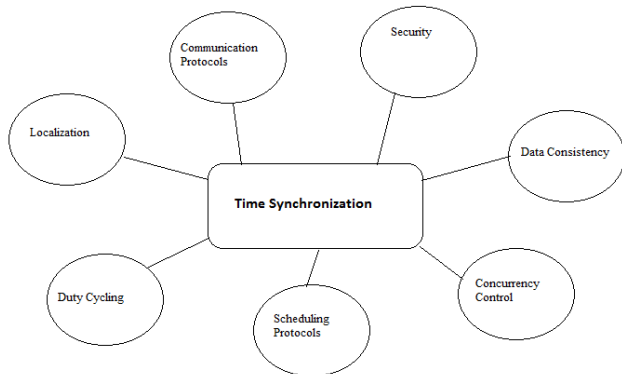 Security
Communication
Protocols
Localization
Data Consistency
Time Synchronization
Duty Cycling
Concurrency
Control
Scheduling
Protocols